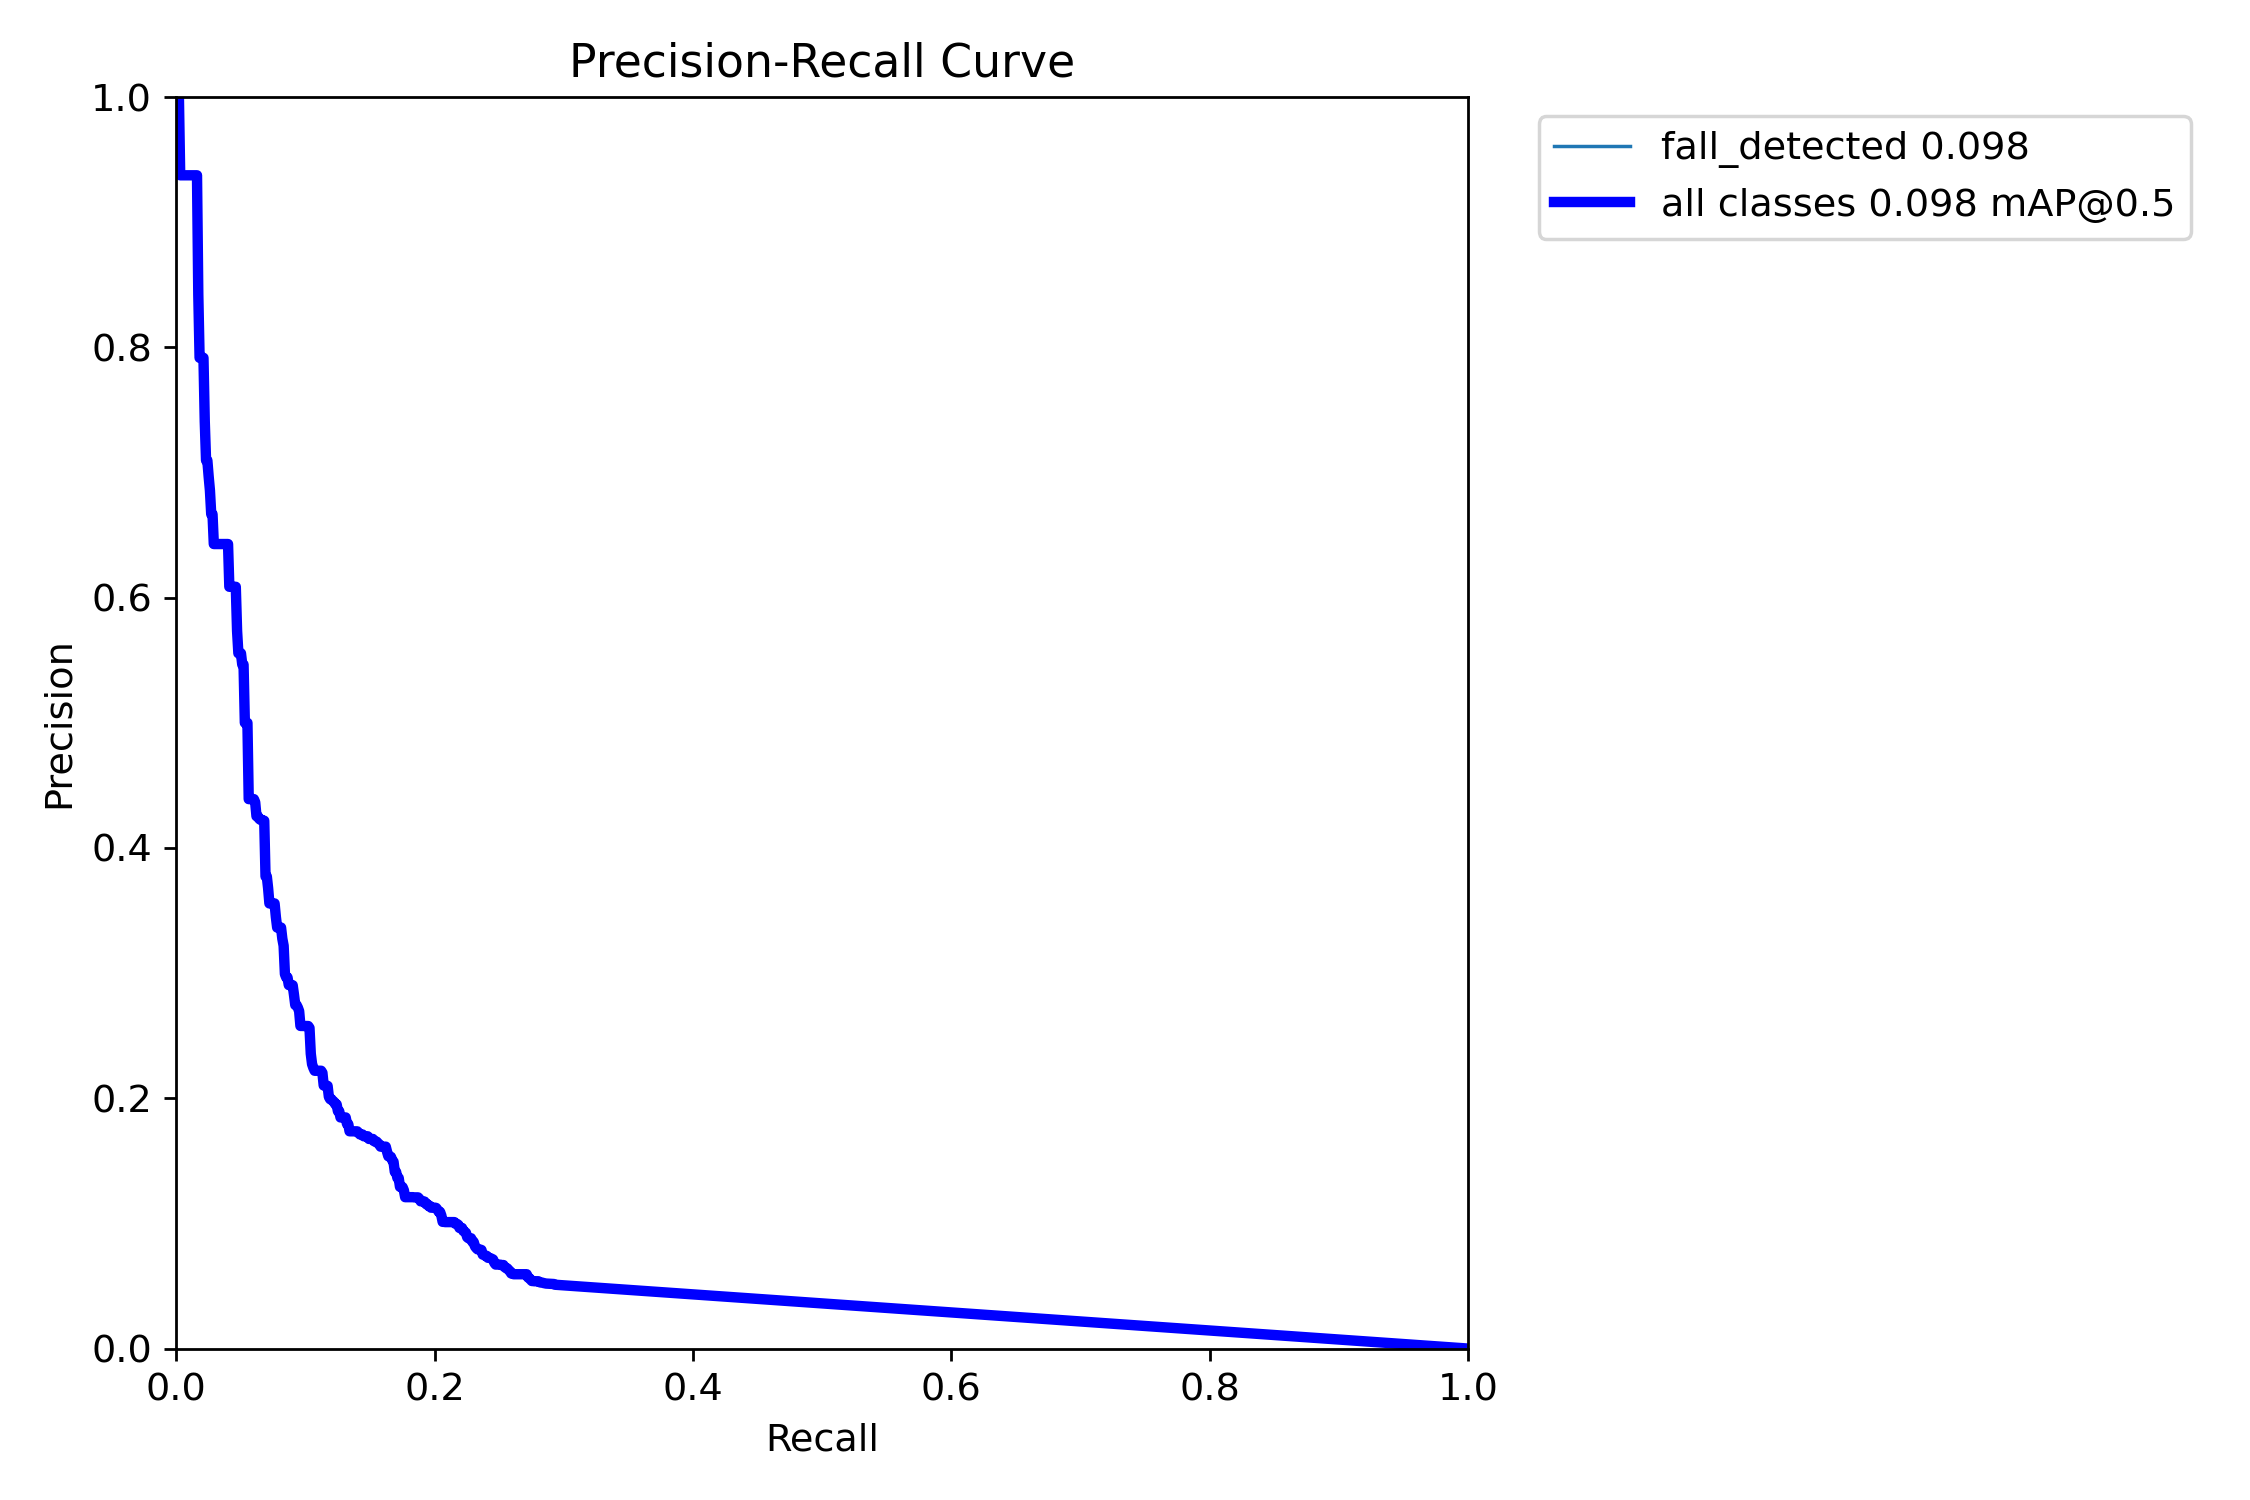 Precision-Recall Curve
fall_detected 0.098
all classes 0.098 mAP@0.5
Precision
1.0
0.8
0.6
0.4
0.2
0.0
0.0 0.2 0.4 0.6 0.8 1.0
Recall